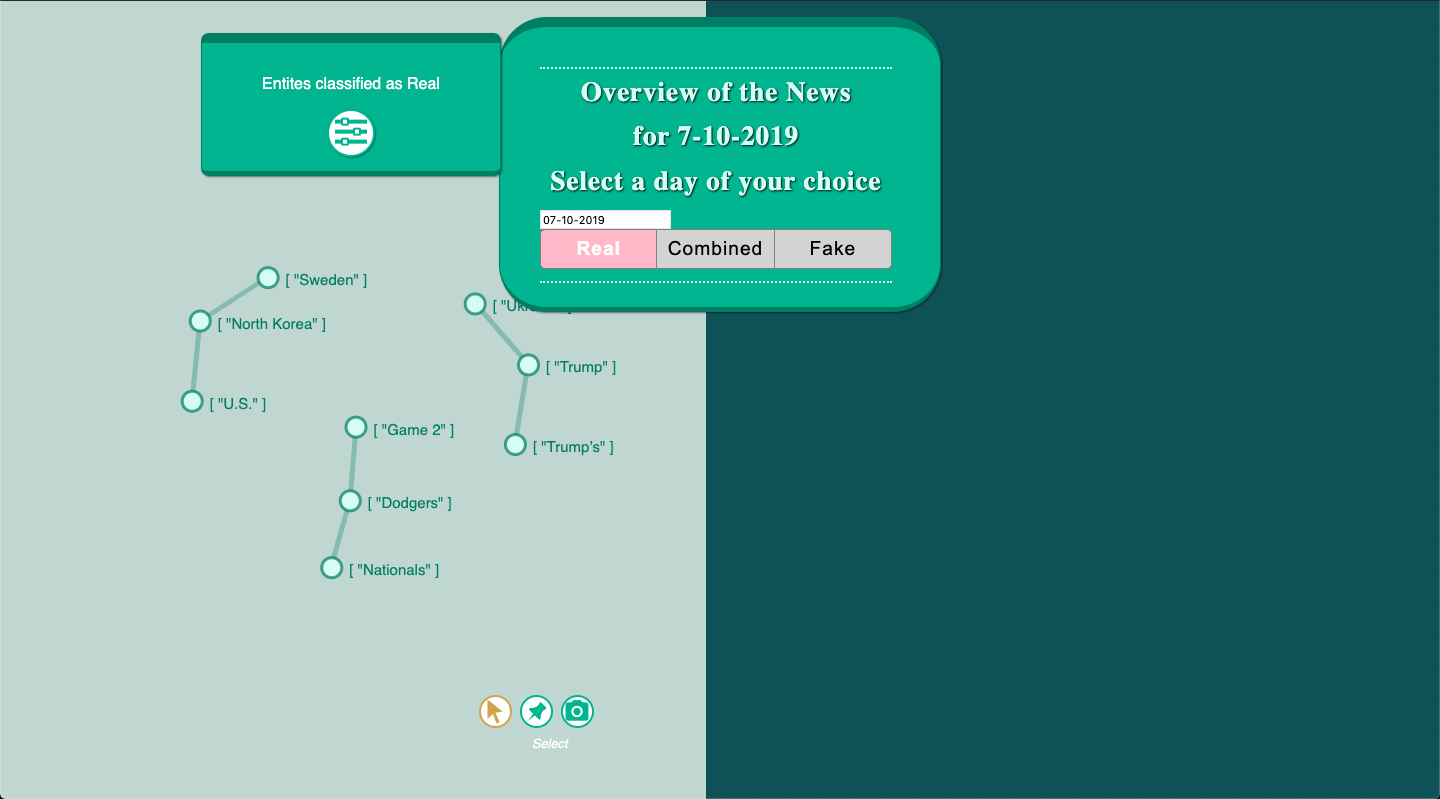 Entites classified as Real
Overview of the News
for 7-10-2019
Select a day of your choice
07-10-2019
Real
Combined
Fake
[ "Sweden" ]
[ "North Korea" ]
[ "Trump" ]
[ "U.S." ]
[ "Game 2" ]
[ "Trump’s" ]
[ "Dodgers" ]
[ "Nationals" ]
Select